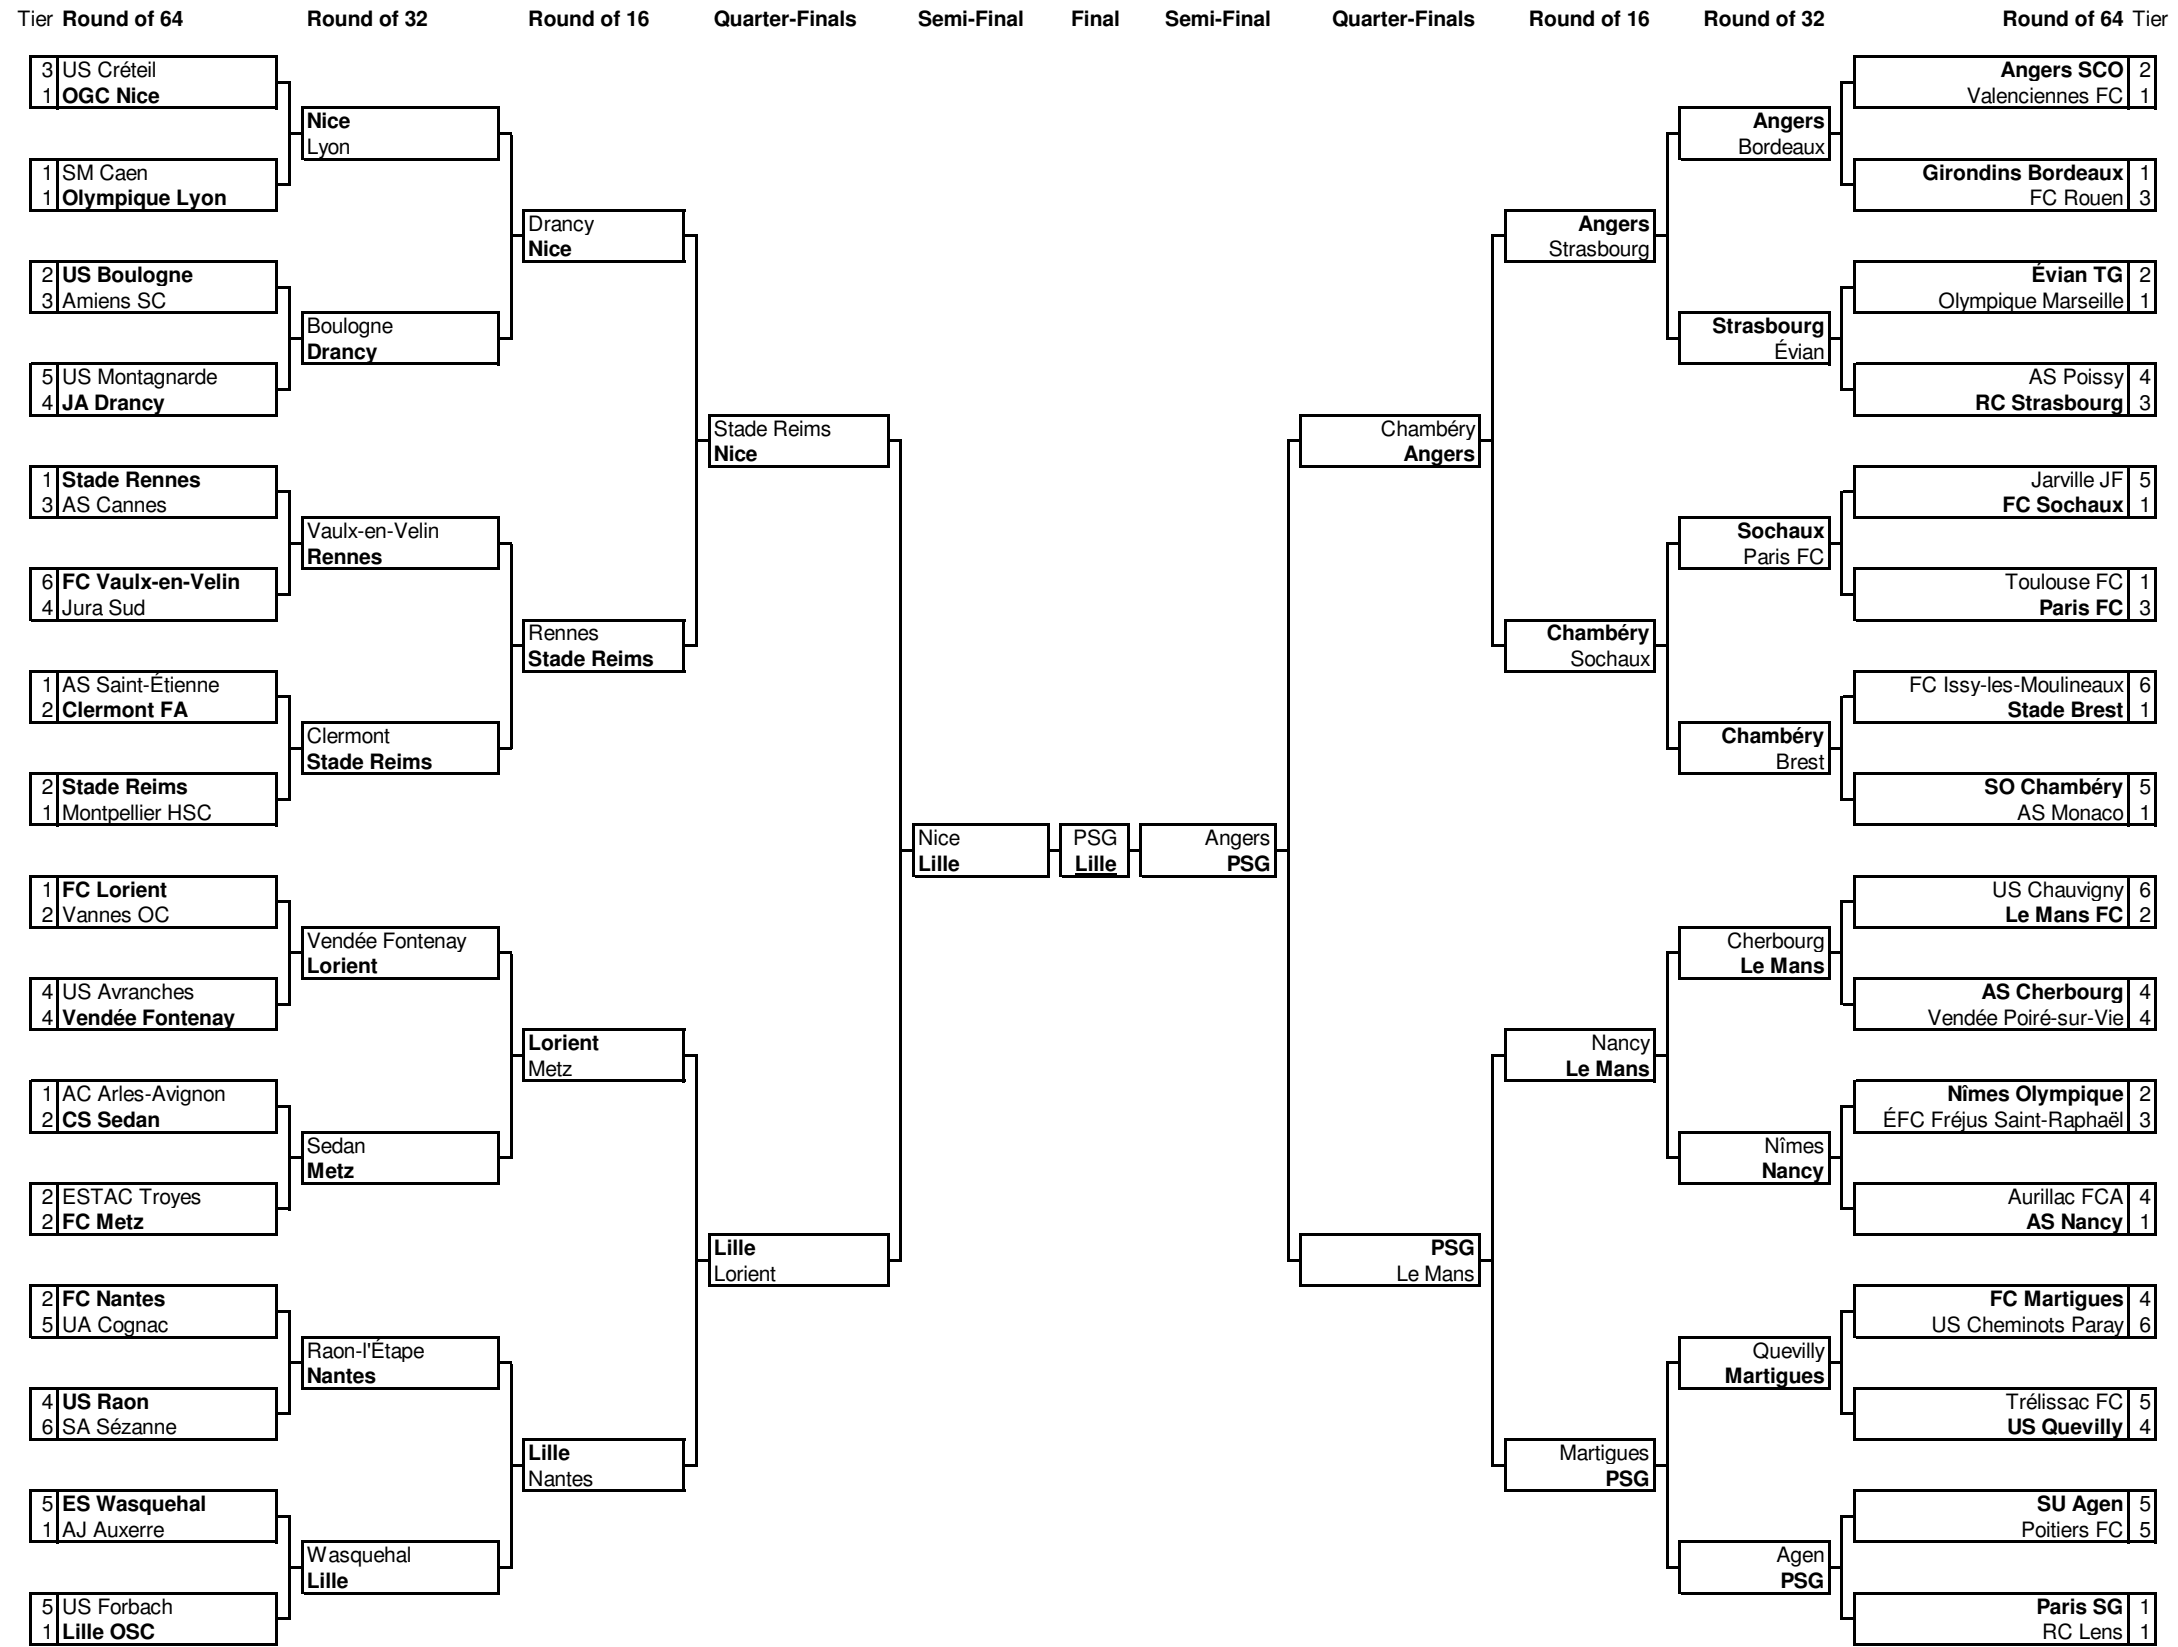 Tier Round of 64 Round of 32 Round of 16 Quarter-Finals Semi-Final Final Semi-Final Quarter-Finals Round of 16 Round of 32 Round of 64 Tier
3 US Créteil
1 OGC Nice
1 SM Caen
1 Olympique Lyon
2 US Boulogne
3 Amiens SC
5 US Montagnarde
4 JA Drancy
1 Stade Rennes
3 AS Cannes
6 FC Vaulx-en-Velin
4 Jura Sud
1 AS Saint-Étienne
2 Clermont FA
2 Stade Reims
1 Montpellier HSC
1 FC Lorient
2 Vannes OC
4 US Avranches
4 Vendée Fontenay
1 AC Arles-Avignon
2 CS Sedan
2 ESTAC Troyes
2 FC Metz
2 FC Nantes
5 UA Cognac
4 US Raon
6 SA Sézanne
5 ES Wasquehal
1 AJ Auxerre
5 US Forbach
1 Lille OSC
Nice
Lyon
Boulogne
Drancy
Vaulx-en-Velin
Rennes
Clermont
Stade Reims
Vendée Fontenay
Lorient
Sedan
Metz
Raon-l'Étape
Nantes
Wasquehal
Lille
Drancy
Nice
Rennes
Stade Reims
Lorient
Metz
Lille
Nantes
Stade Reims
Nice
Lille
Lorient
Nice
Lille
PSG
Lille
Angers
PSG
Chambéry
Angers
PSG
Le Mans
Angers
Strasbourg
Chambéry
Sochaux
Nancy
Le Mans
Martigues
PSG
Angers
Bordeaux
Strasbourg
Évian
Sochaux
Paris FC
Chambéry
Brest
Cherbourg
Le Mans
Nîmes
Nancy
Quevilly
Martigues
Agen
PSG
Angers SCO 2
Valenciennes FC 1
Girondins Bordeaux 1
FC Rouen 3
Évian TG 2
Olympique Marseille 1
AS Poissy 4
RC Strasbourg 3
Jarville JF 5
FC Sochaux 1
Toulouse FC 1
Paris FC 3
FC Issy-les-Moulineaux 6
Stade Brest 1
SO Chambéry 5
AS Monaco 1
US Chauvigny 6
Le Mans FC 2
AS Cherbourg 4
Vendée Poiré-sur-Vie 4
Nîmes Olympique 2
ÉFC Fréjus Saint-Raphaël 3
Aurillac FCA 4
AS Nancy 1
FC Martigues 4
US Cheminots Paray 6
Trélissac FC 5
US Quevilly 4
SU Agen 5
Poitiers FC 5
Paris SG 1
RC Lens 1